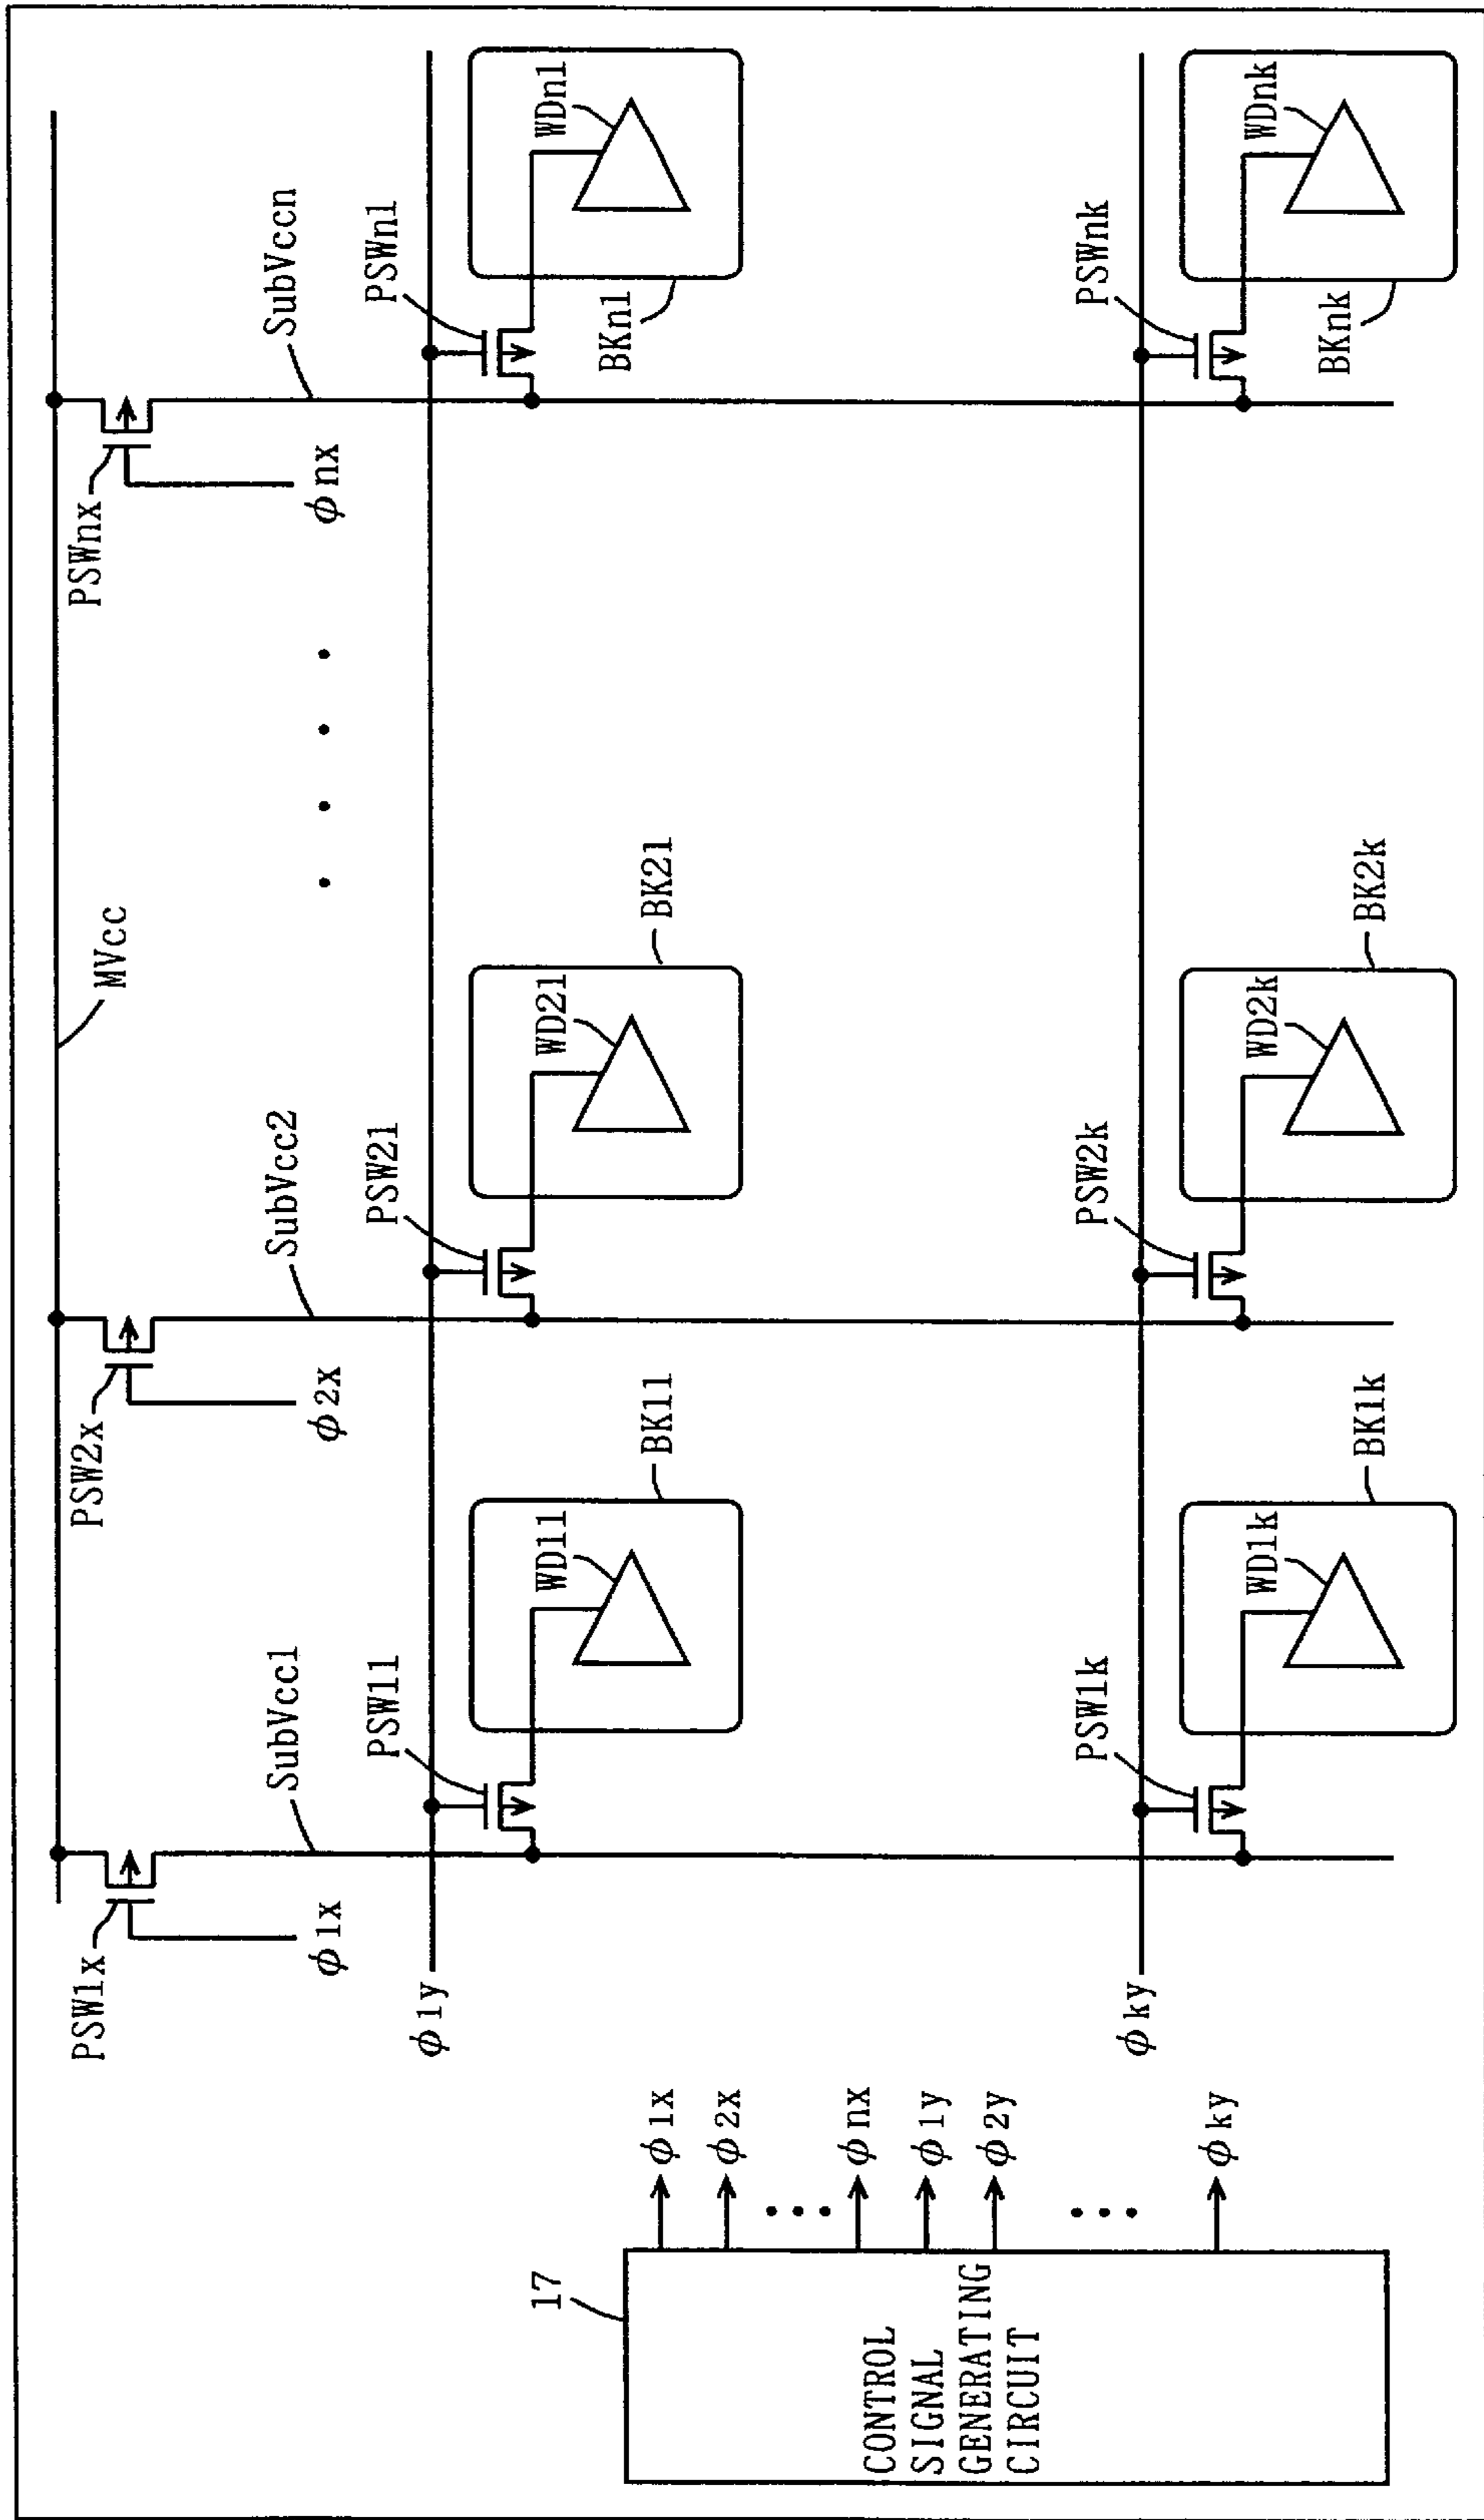 MVcc
PSW1x
PSW2x
PSWnx
SubVcc1
SubVcc2
SubVccn
ϕ1x
ϕ2x
ϕnx
PSW11
PSW21
PSWn1
ϕ1y
WD11
WD21
WDn1
BK11
BK21
BKn1
PSW1k
PSW2k
PSWnk
ϕky
WD1k
WD2k
WDnk
BK1k
BK2k
BKnk
17
CONTROL
SIGNAL
GENERATING
CIRCUIT
ϕ1x
ϕ2x
ϕnx
ϕ1y
ϕ2y
ϕky